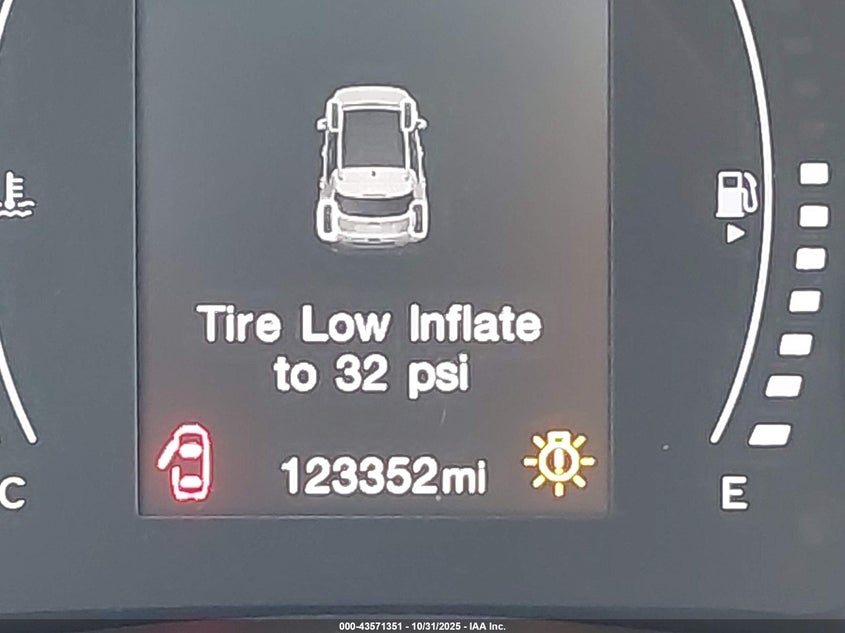 Tire Low Inflate
to 32 psi
123352mi
C
E
000-43571351 - 10/31/2025 - IAA Inc.